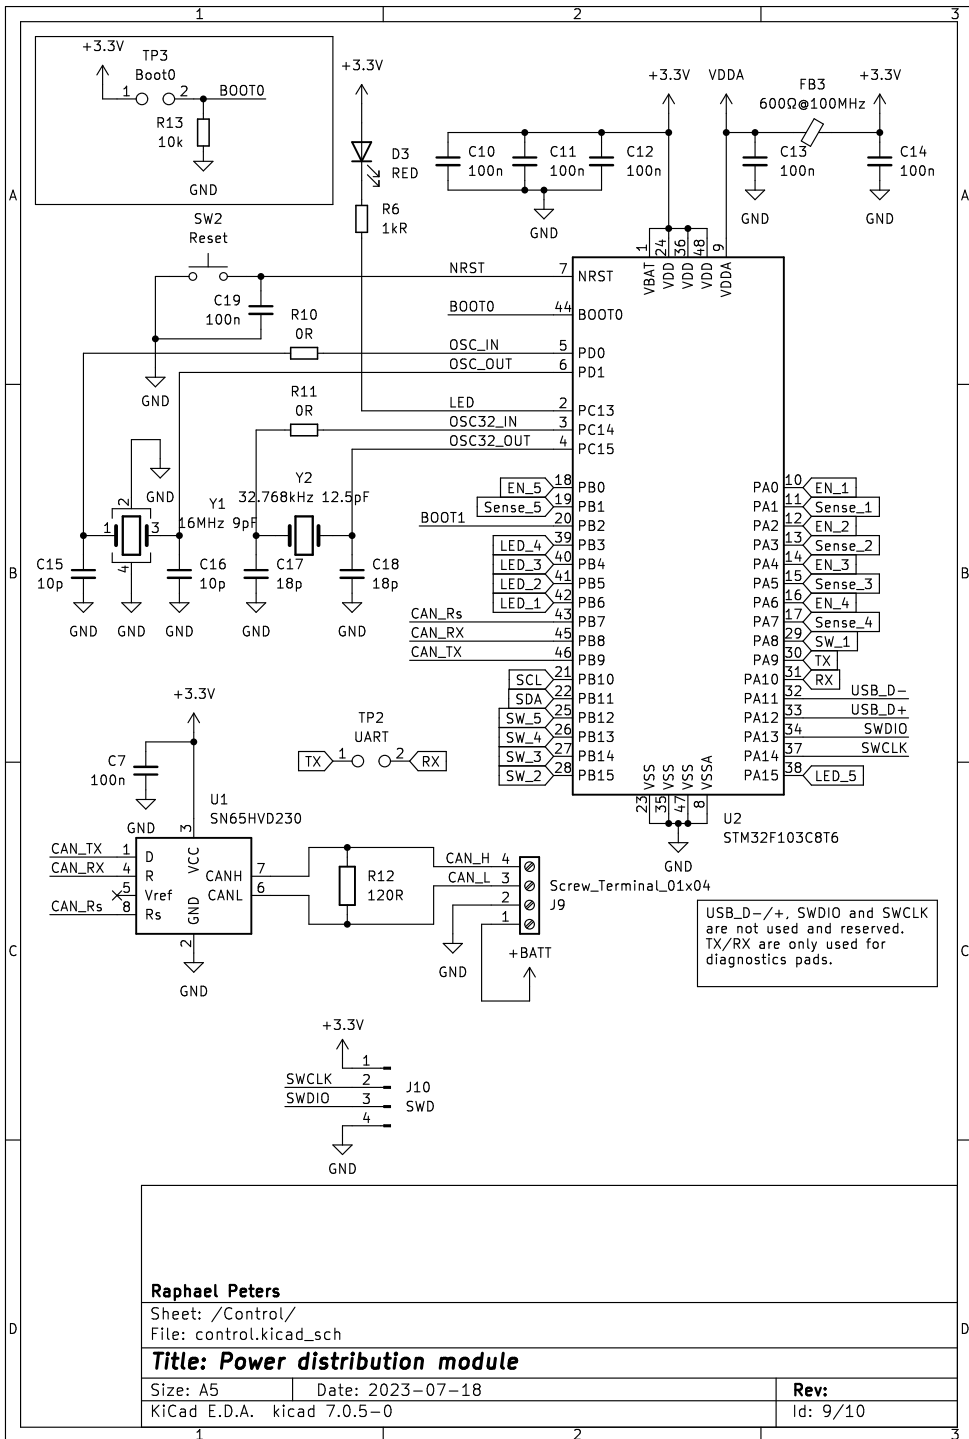 1
2
3
+3.3V
TP3
Boot0
1
2
BOOT0
R13
10k
GND
+3.3V
D3
RED
R6
1kR
+3.3V
VDDA
FB3
600Ω@100MHz
+3.3V
C10
100n
C11
100n
C12
100n
GND
C13
100n
GND
C14
100n
GND
A
A
SW2
Reset
C19
100n
GND
NRST
7
NRST
BOOT0
44
BOOT0
R10
0R
OSC_IN
5
PD0
OSC_OUT
6
PD1
R11
0R
LED
2
PC13
OSC32_IN
3
PC14
OSC32_OUT
4
PC15
1
VBAT
24
VDD
36
VDD
48
VDD
9
VDDA
GND
Y1
16MHz 9pF
1
2
3
4
Y2
32.768kHz 12.5pF
C15
10p
GND
GND
C16
10p
GND
C17
18p
GND
C18
18p
GND
B
B
EN_5
18
PB0
Sense_5
19
PB1
BOOT1
20
PB2
LED_4
39
PB3
LED_3
40
PB4
LED_2
41
PB5
LED_1
42
PB6
CAN_Rs
43
PB7
CAN_RX
45
PB8
CAN_TX
46
PB9
SCL
21
PB10
SDA
22
PB11
SW_5
25
PB12
SW_4
26
PB13
SW_3
27
PB14
SW_2
28
PB15
PA0
10
EN_1
PA1
11
Sense_1
PA2
12
EN_2
PA3
13
Sense_2
PA4
14
EN_3
PA5
15
Sense_3
PA6
16
EN_4
PA7
17
Sense_4
PA8
29
SW_1
PA9
30
TX
PA10
31
RX
PA11
32
USB_D-
PA12
33
USB_D+
PA13
34
SWDIO
PA14
37
SWCLK
PA15
38
LED_5
23
VSS
35
VSS
47
VSS
8
VSSA
GND
U2
STM32F103C8T6
TP2
UART
TX
1
2
RX
+3.3V
C7
100n
GND
U1
SN65HVD230
3
VCC
CAN_TX
1
D
CAN_RX
4
R
5
Vref
CAN_Rs
8
Rs
GND
2
GND
CANH
7
CANL
6
R12
120R
CAN_H
4
CAN_L
3
2
1
Screw_Terminal_01x04
J9
GND
+BATT
USB_D-/+, SWDIO and SWCLK
are not used and reserved.
TX/RX are only used for
diagnostics pads.
C
C
+3.3V
1
SWCLK
2
SWDIO
3
4
J10
SWD
GND
D
D
Raphael Peters
Sheet: /Control/
File: control.kicad_sch
Title: Power distribution module
Size: A5
Date: 2023-07-18
Rev:
KiCad E.D.A. kicad 7.0.5-0
Id: 9/10
1
2
3